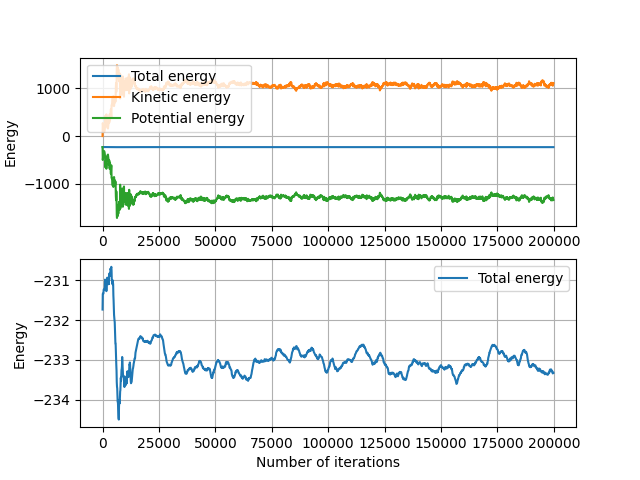 Energy
1000
0
−1000
Total energy
Kinetic energy
Potential energy
0 25000 50000 75000 100000 125000 150000 175000 200000
Energy
−231
−232
−233
−234
Total energy
0 25000 50000 75000 100000 125000 150000 175000 200000
Number of iterations